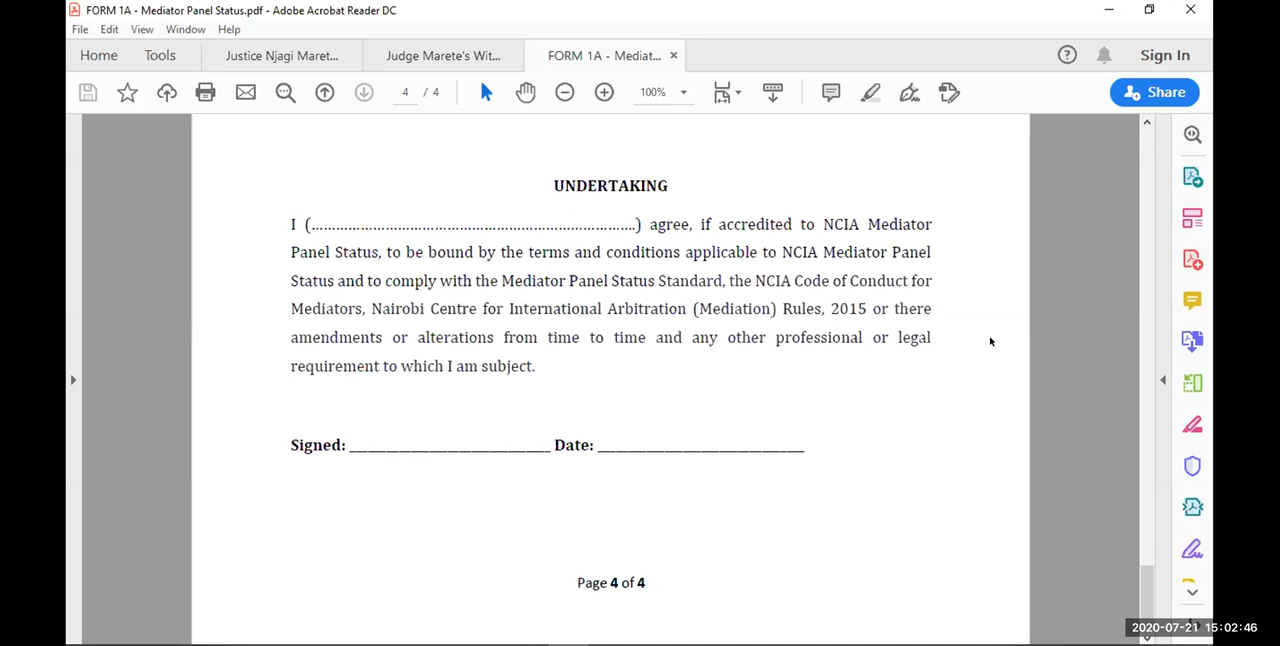 FORM 1A - Mediator Panel Status.pdf - Adobe Acrobat Reader DC
File Edit View Window Help
Home Tools Justice Njagi Maret... Judge Marete's Wit... FORM 1A - Mediat... Sign In
4 / 4 100% Share
UNDERTAKING
I (……………………………………………………………………..) agree, if accredited to NCIA Mediator
Panel Status, to be bound by the terms and conditions applicable to NCIA Mediator Panel
Status and to comply with the Mediator Panel Status Standard, the NCIA Code of Conduct for
Mediators, Nairobi Centre for International Arbitration (Mediation) Rules, 2015 or there
amendments or alterations from time to time and any other professional or legal
requirement to which I am subject.
Signed: __________________________ Date: ___________________________
Page 4 of 4
2020-07-21 15:02:46